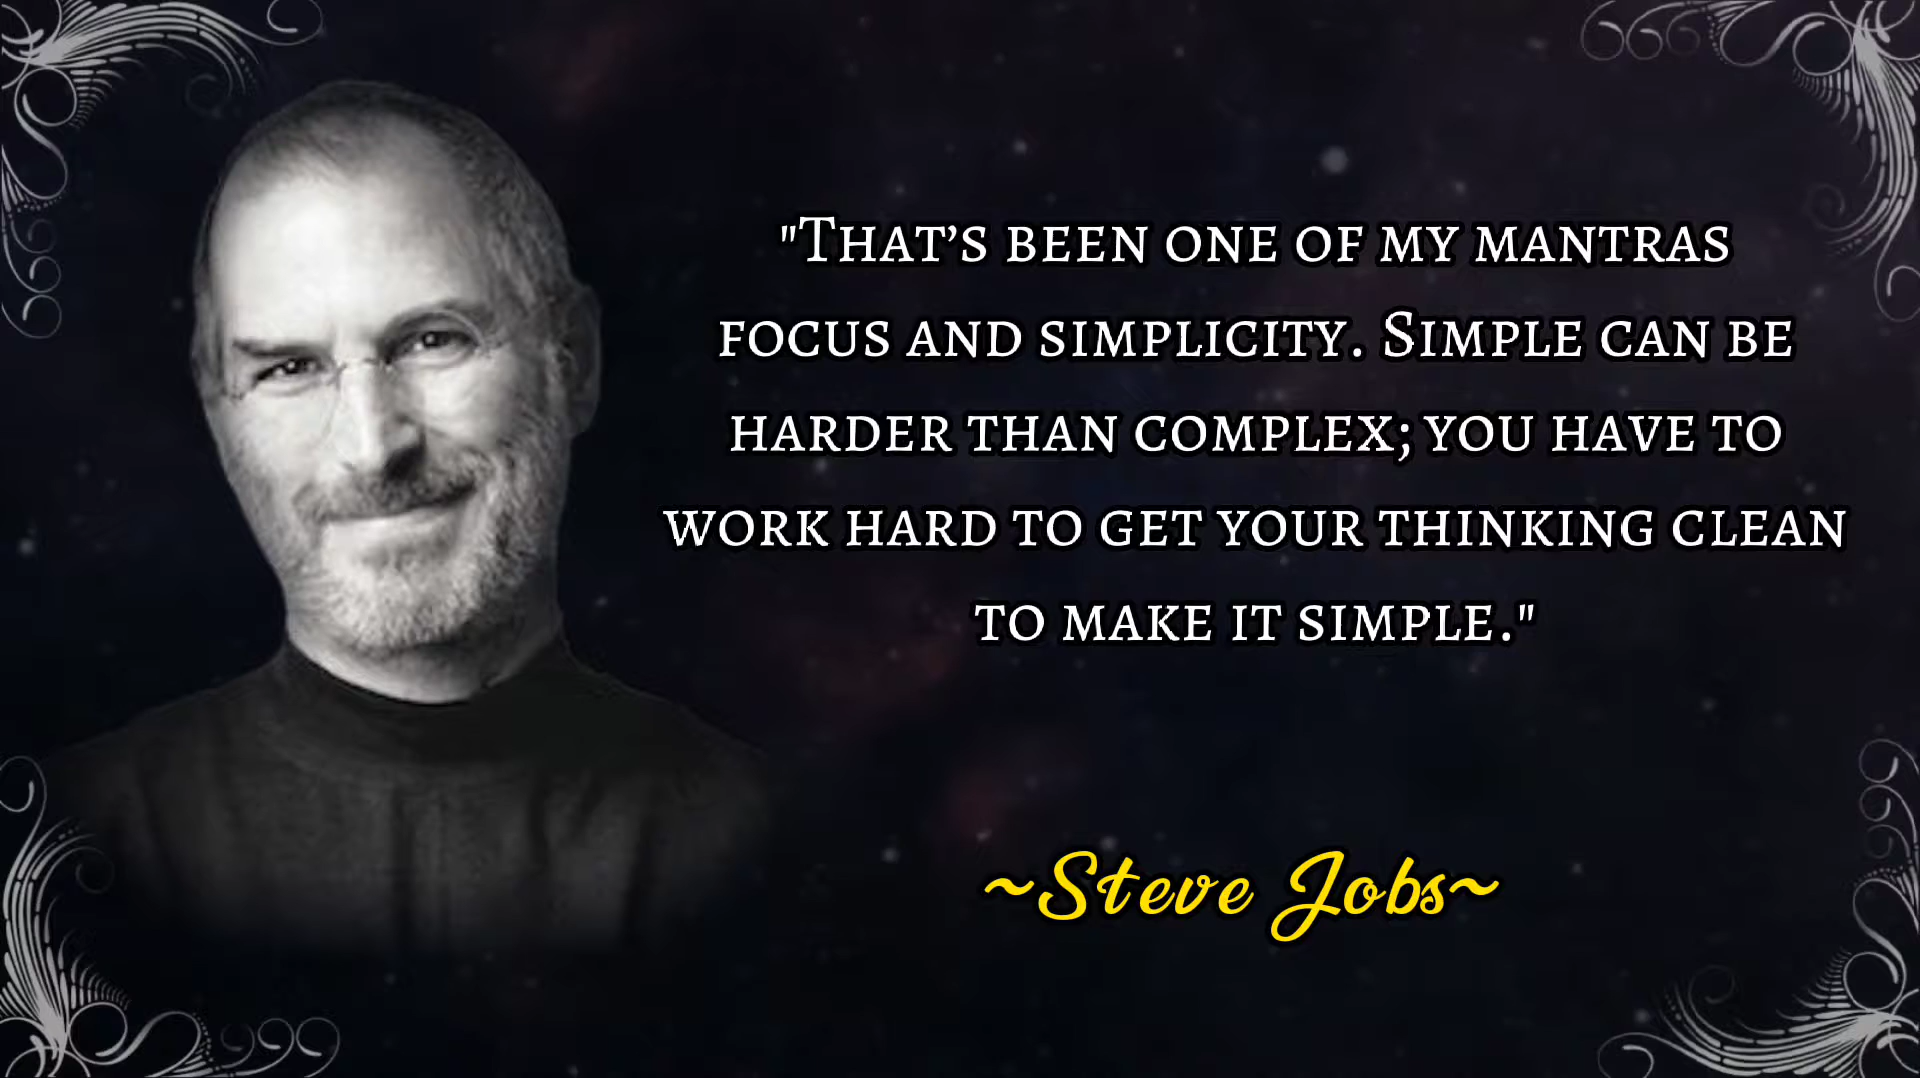 "That’s been one of my mantras
focus and simplicity. Simple can be
harder than complex; you have to
work hard to get your thinking clean
to make it simple."
~Steve Jobs~